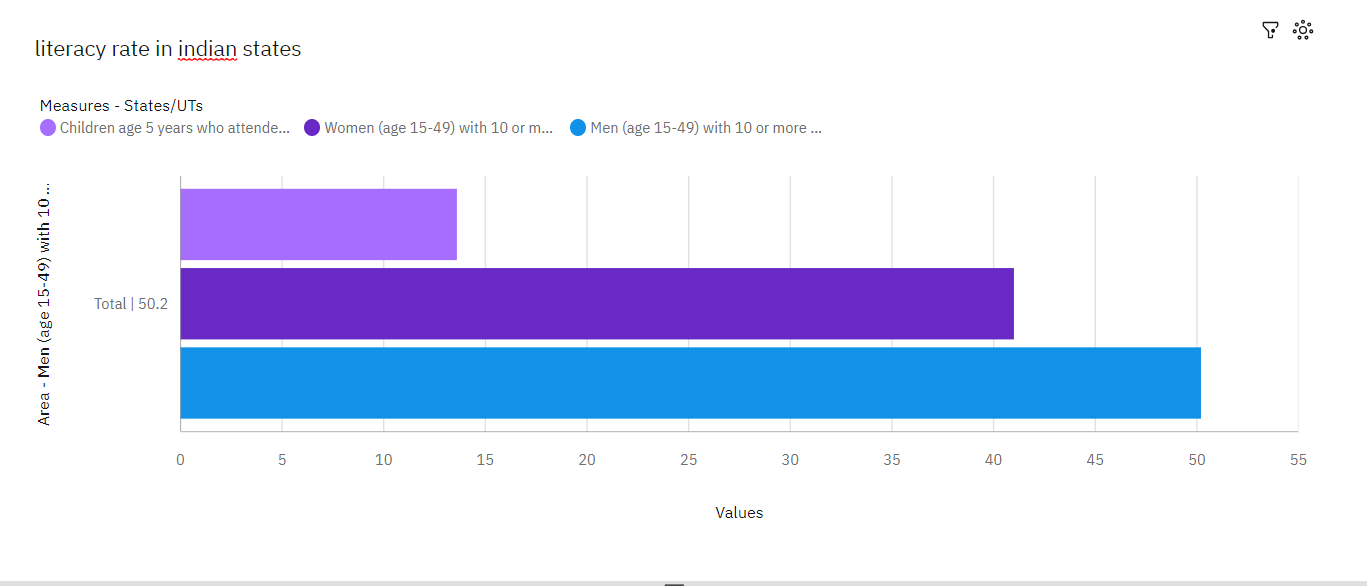 literacy rate in indian states
Measures - States/UTs
Children age 5 years who attende... Women (age 15-49) with 10 or m... Men (age 15-49) with 10 or more ...
Area - Men (age 15-49) with 10 ...
Total | 50.2
0 5 10 15 20 25 30 35 40 45 50 55
Values